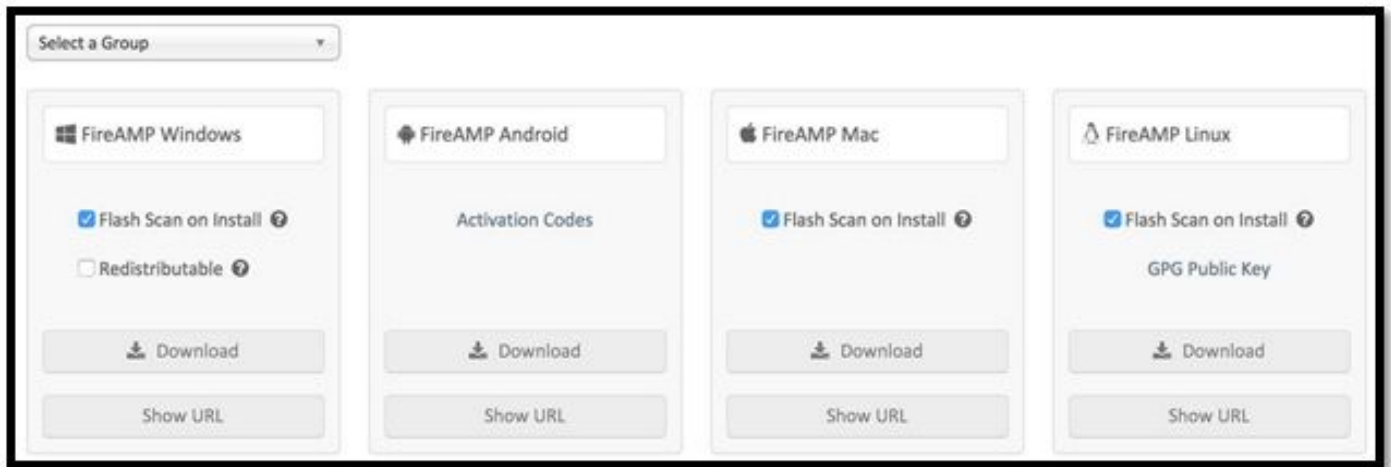 Select a Group
FireAMP Windows
Flash Scan on Install
Redistributable
Download
Show URL
FireAMP Android
Activation Codes
Download
Show URL
FireAMP Mac
Flash Scan on Install
Download
Show URL
FireAMP Linux
Flash Scan on Install
GPG Public Key
Download
Show URL